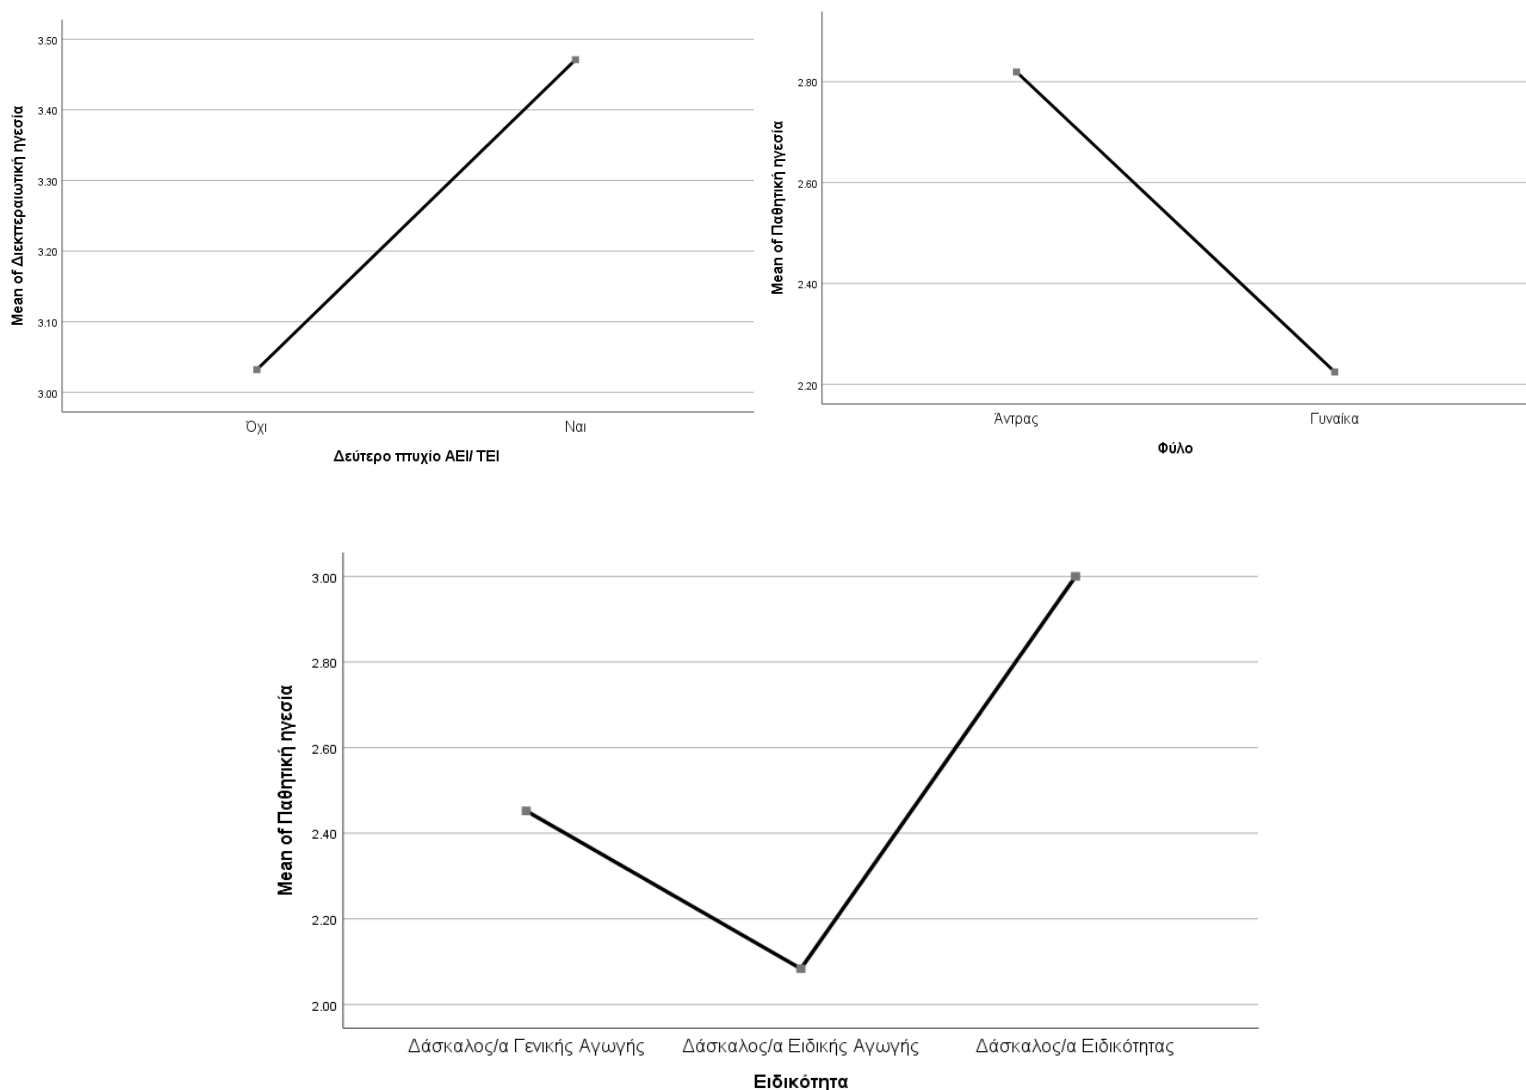 Mean of Διεκπεραιωτική ηγεσία
3.50
3.40
3.30
3.20
3.10
3.00
Όχι Ναι
Δεύτερο πτυχίο ΑΕΙ/ ΤΕΙ
Mean of Παθητική ηγεσία
2.80
2.60
2.40
2.20
Άντρας Γυναίκα
Φύλο
Mean of Παθητική ηγεσία
3.00
2.80
2.60
2.40
2.20
2.00
Δάσκαλος/α Γενικής Αγωγής Δάσκαλος/α Ειδικής Αγωγής Δάσκαλος/α Ειδικότητας
Ειδικότητα